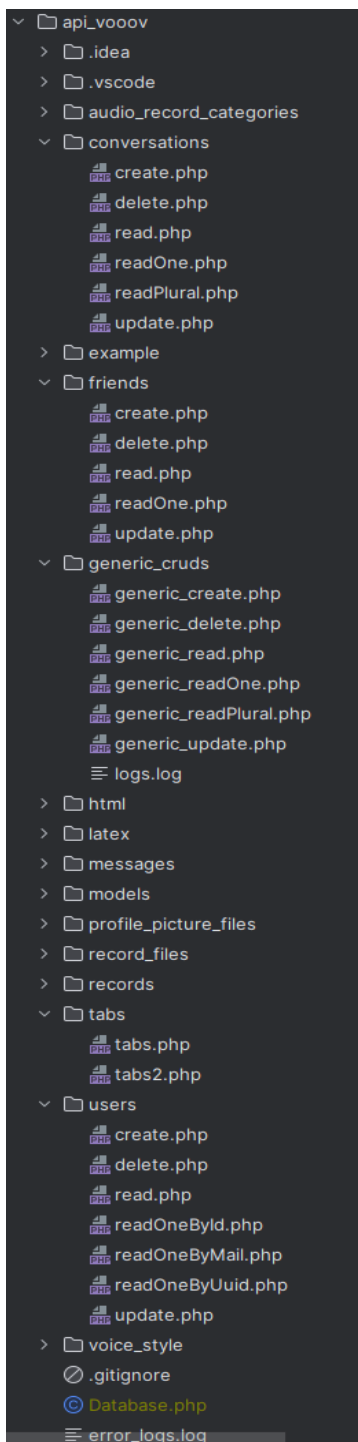 api_vooov
.idea
.vscode
audio_record_categories
conversations
create.php
delete.php
read.php
readOne.php
readPlural.php
update.php
example
friends
create.php
delete.php
read.php
readOne.php
update.php
generic_cruds
generic_create.php
generic_delete.php
generic_read.php
generic_readOne.php
generic_readPlural.php
generic_update.php
logs.log
html
latex
messages
models
profile_picture_files
record_files
records
tabs
tabs.php
tabs2.php
users
create.php
delete.php
read.php
readOneById.php
readOneByMail.php
readOneByUuid.php
update.php
voice_style
.gitignore
Database.php
error_logs.log